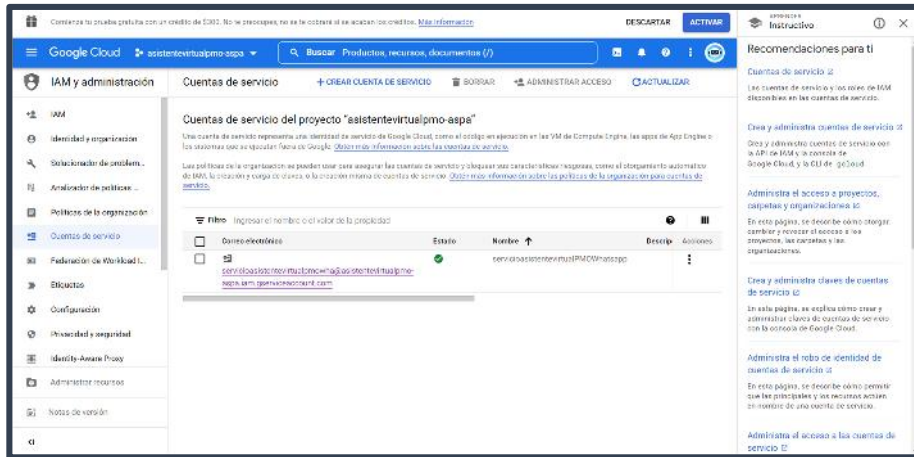 Comienza tu prueba gratuita con un crédito de $300. No te preocupes, no se te cobrará si se acaban los créditos. Más información
DESCARTAR
ACTIVAR
Google Cloud
asistentevirtualpmo-aspa
Buscar Productos, recursos, documentos (/)
IAM y administración
IAM
Identidad y organización
Solucionador de problem...
Analizador de políticas
Políticas de la organización
Cuentas de servicio
Federación de Workload I...
Etiquetas
Configuración
Privacidad y seguridad
Identity-Aware Proxy
Administrar recursos
Notas de versión
Cuentas de servicio
+ CREAR CUENTA DE SERVICIO
BORRAR
ADMINISTRAR ACCESO
ACTUALIZAR
Cuentas de servicio del proyecto "asistentevirtualpmo-aspa"
Una cuenta de servicio representa una identidad de servicio de Google Cloud, como el código en ejecución en las VM de Compute Engine, las apps de App Engine o
los sistemas que se ejecutan fuera de Google. Obtén más información sobre las cuentas de servicio.
Las políticas de la organización se pueden usar para asegurar las cuentas de servicio y bloquear sus características riesgosas, como el otorgamiento automático
de IAM, la creación y carga de claves, o la creación misma de cuentas de servicio. Obtén más información sobre las políticas de la organización para cuentas de
servicio.
Filtro Ingresar el nombre o el valor de la propiedad
Correo electrónico
Estado
Nombre
Descrip
Acciones
aspa.iam.gserviceaccount.com
servicioasistentevirtualPMOWhatsapp
Instructivo
Recomendaciones para ti
Cuentas de servicio
Las cuentas de servicio y los roles de IAM
disponibles en las cuentas de servicio.
Crea y administra cuentas de servicio
Crea y administra cuentas de servicio con
la API de IAM y la consola de
Google Cloud, y la CLI de gcloud.
Administra el acceso a proyectos,
carpetas y organizaciones
En esta página, se describe cómo otorgar,
cambiar y revocar el acceso a los
proyectos, las carpetas y las
organizaciones.
Crea y administra claves de cuentas
de servicio
En esta página, se explica cómo crear y
administrar claves de cuentas de servicio
con la consola de Google Cloud.
Administra el robo de identidad de
cuentas de servicio
En esta página, se describe cómo permitir
que las principales y los recursos actúen
en nombre de una cuenta de servicio.
Administra el acceso a las cuentas de
servicio